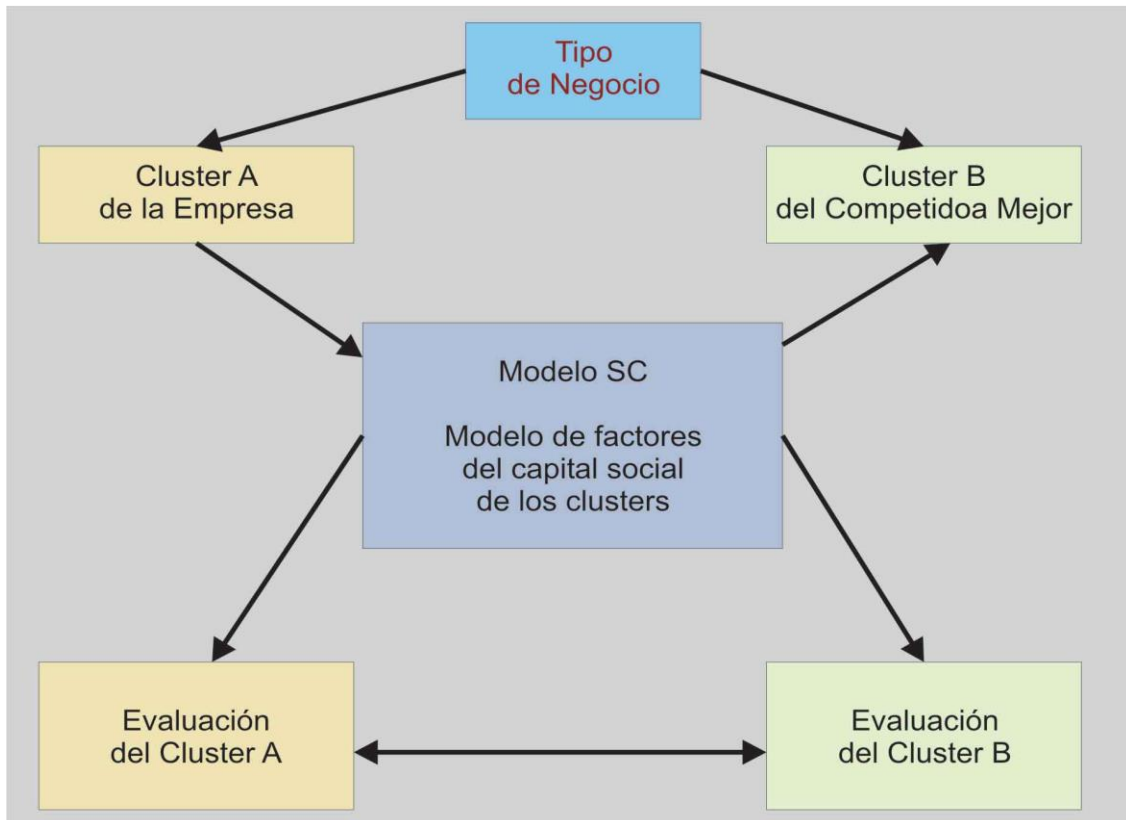 Tipo
de Negocio
Cluster A
de la Empresa
Cluster B
del Competidoa Mejor
Modelo SC
Modelo de factores
del capital social
de los clusters
Evaluación
del Cluster A
Evaluación
del Cluster B